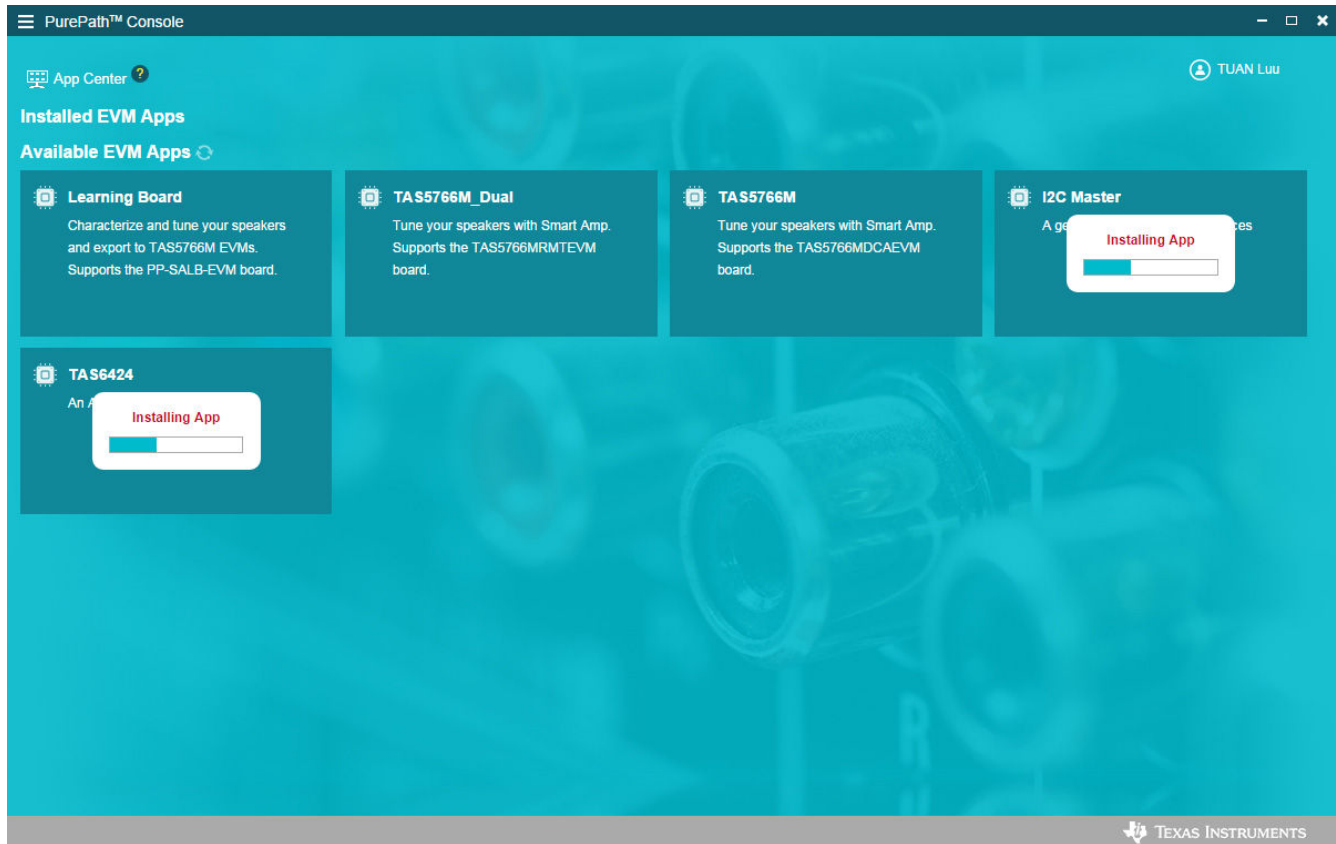 PurePath™ Console
App Center ?
TUAN Luu
Installed EVM Apps
Available EVM Apps
Learning Board
Characterize and tune your speakers
and export to TAS5766M EVMs.
Supports the PP-SALB-EVM board.
TAS5766M_Dual
Tune your speakers with Smart Amp.
Supports the TAS5766MRMTEVM
board.
TAS5766M
Tune your speakers with Smart Amp.
Supports the TAS5766MDCAEVM
board.
I2C Master
A
Installing App
TAS6424
An
Installing App
R
TEXAS INSTRUMENTS